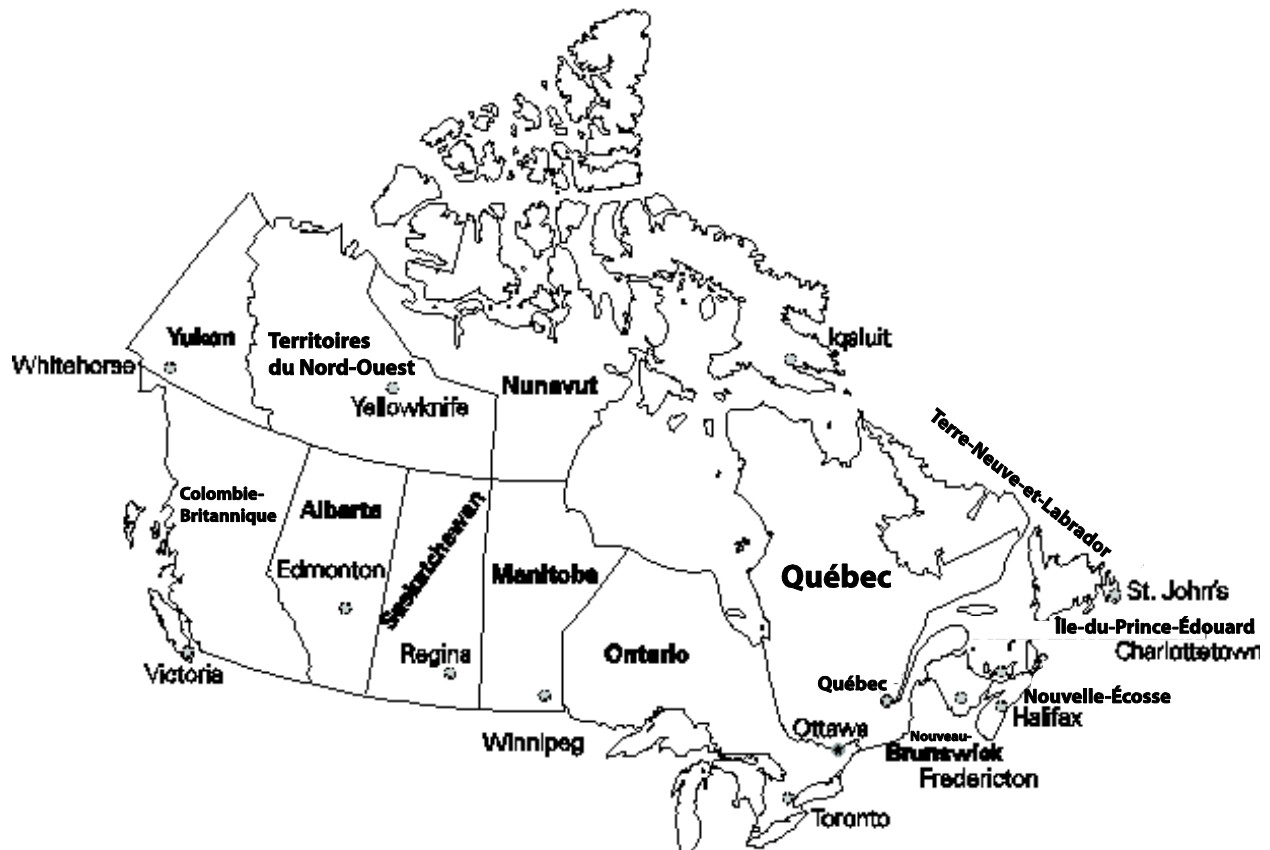 Yukon
Territoires
du Nord-Ouest
Whitehorse
Yellowknife
Nunavut
Iqaluit
Terre-Neuve-et-Labrador
Colombie-
Britannique
Alberta
Edmonton
Saskatchewan
Manitoba
Québec
St. John's
Île-du-Prince-Édouard
Charlottetown
Victoria
Regina
Ontario
Québec
Nouvelle-Écosse
Halifax
Winnipeg
Ottawa
Nouveau-
Brunswick
Fredericton
Toronto